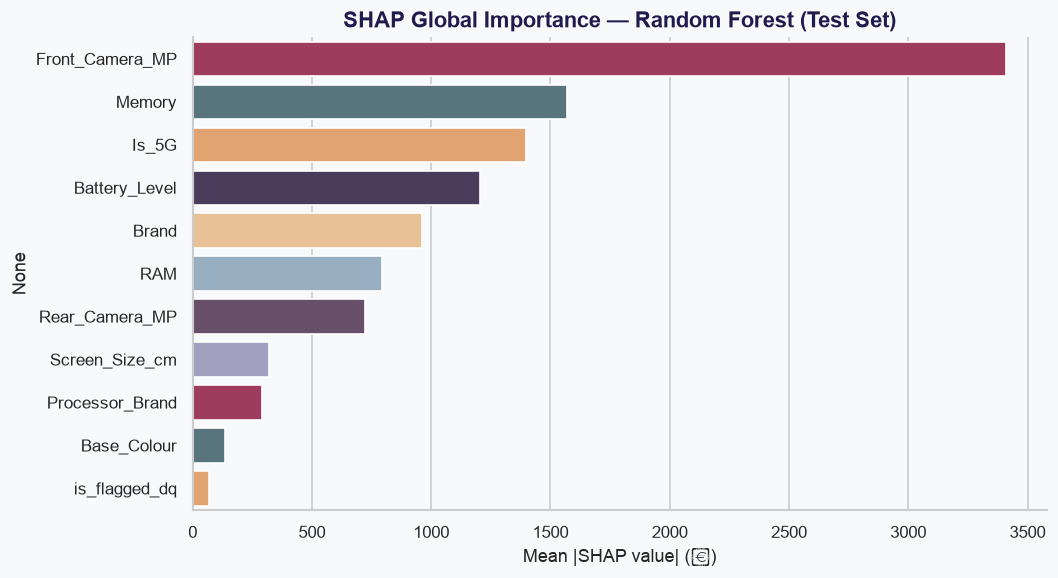 SHAP Global Importance — Random Forest (Test Set)
Front_Camera_MP
Memory
Is_5G
Battery_Level
Brand
RAM
Rear_Camera_MP
Screen_Size_cm
Processor_Brand
Base_Colour
is_flagged_dq
None
0 500 1000 1500 2000 2500 3000 3500
Mean |SHAP value| (€)